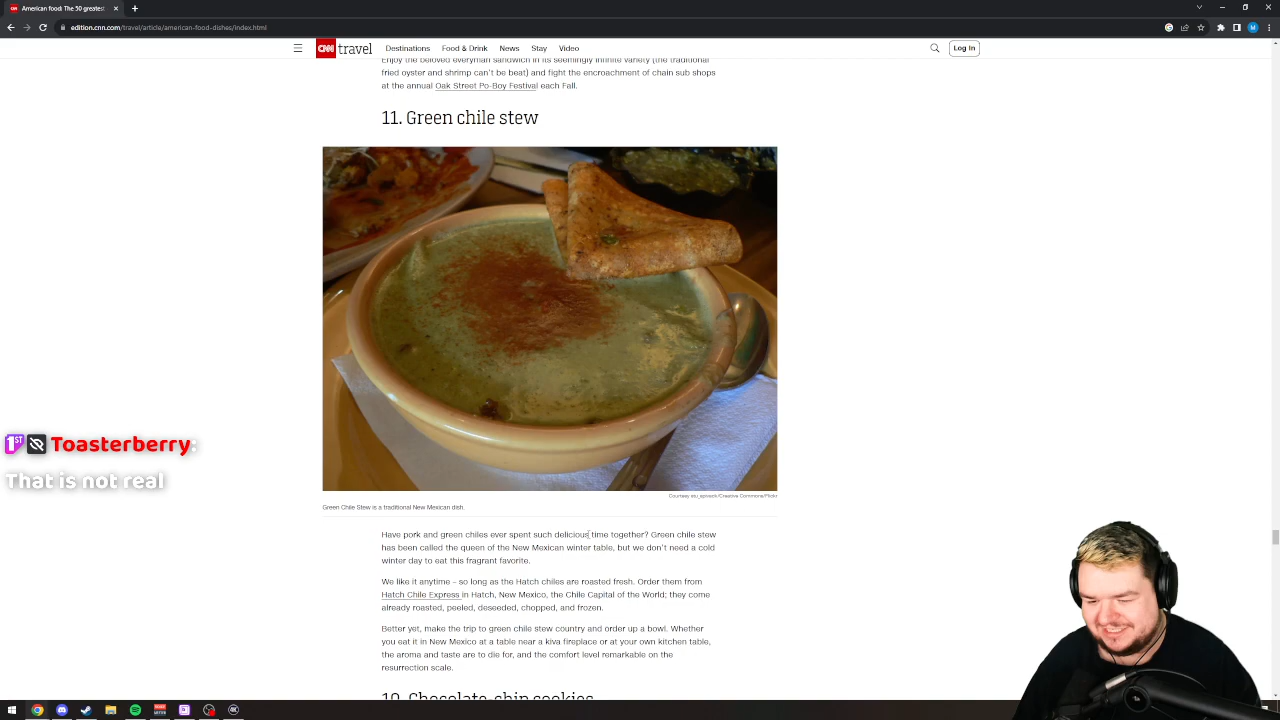 American food: The 50 greatest
edition.cnn.com/travel/article/american-food-dishes/index.html
M
CNN travel
Destinations
Food & Drink
News
Stay
Video
Log In
Enjoy the beloved everyman sandwich in its seemingly infinite variety (the traditional
fried oyster and shrimp can't be beat) and fight the encroachment of chain sub shops
at the annual Oak Street Po-Boy Festival each Fall.
11. Green chile stew
1ST Toasterberry:
That is not real
Green Chile Stew is a traditional New Mexican dish.
Have pork and green chiles ever spent such delicious time together? Green chile stew
has been called the queen of the New Mexican winter table, but we don't need a cold
winter day to eat this fragrant favorite.
We like it anytime - so long as the Hatch chiles are roasted fresh. Order them from
Hatch Chile Express in Hatch, New Mexico, the Chile Capital of the World; they come
already roasted, peeled, deseeded, chopped, and frozen.
Better yet, make the trip to green chile stew country and order up a bowl. Whether
you eat it in New Mexico at a table near a kiva fireplace or at your own kitchen table,
the aroma and taste are to die for, and the comfort level remarkable on the
resurrection scale.
10. Chocolate-chip cookies